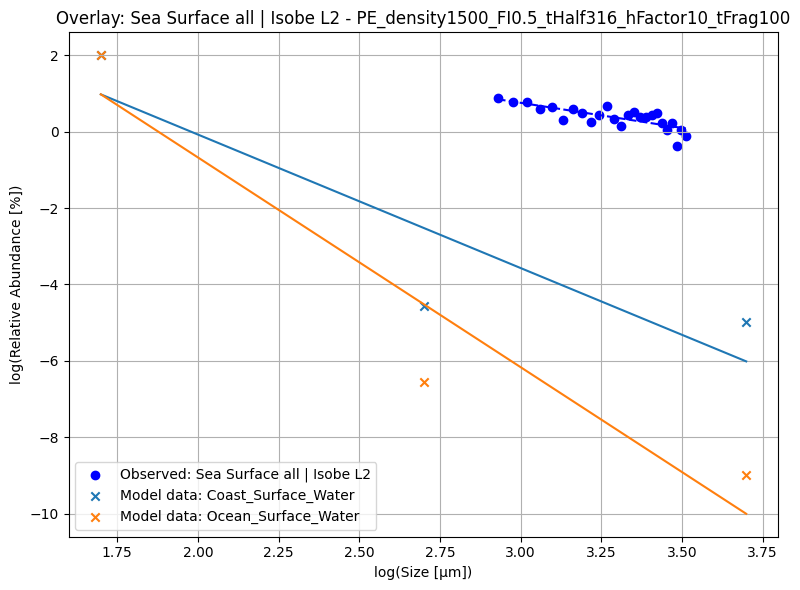 Overlay: Sea Surface all | Isobe L2 - PE_density1500_FI0.5_tHalf316_hFactor10_tFrag100
log(Relative Abundance [%])
2
0
−2
−4
−6
−8
−10
Observed: Sea Surface all | Isobe L2
Model data: Coast_Surface_Water
Model data: Ocean_Surface_Water
1.75 2.00 2.25 2.50 2.75 3.00 3.25 3.50 3.75
log(Size [μm])